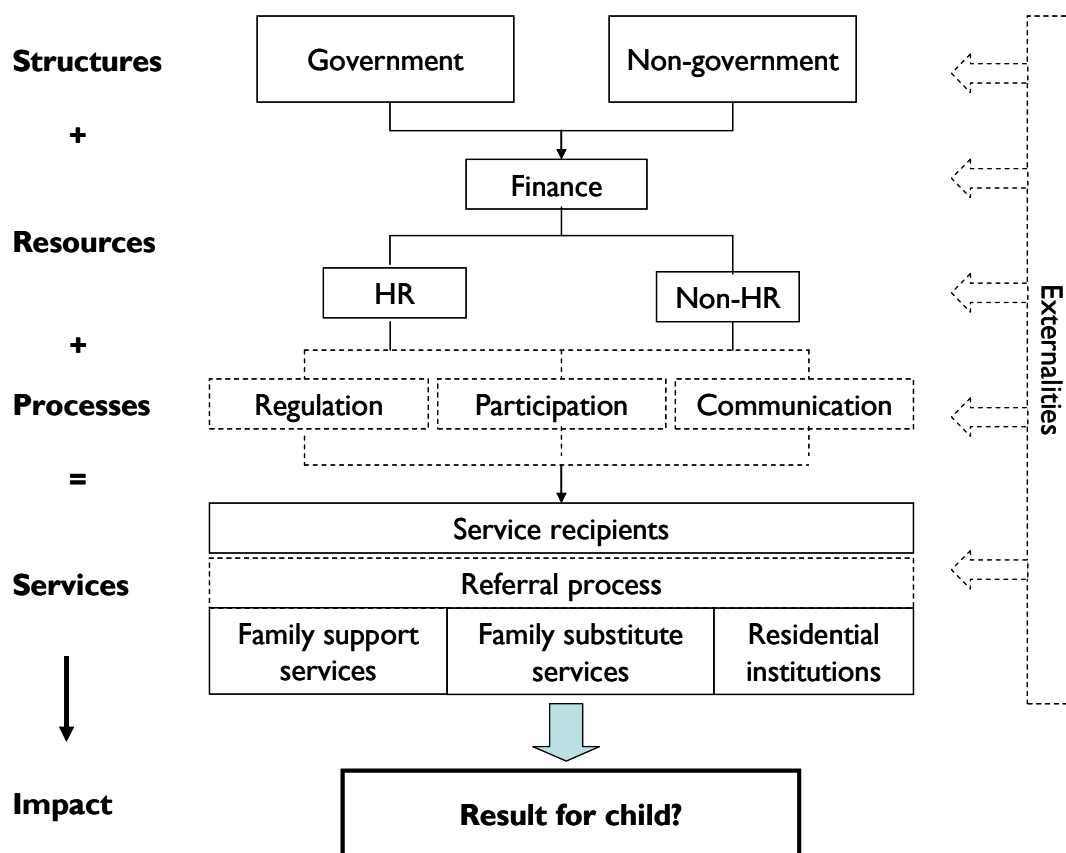 Structures
Government
Non-government
+
Finance
Resources
HR
Non-HR
+
Processes
Regulation
Participation
Communication
=
Service recipients
Services
Referral process
Family support
services
Family substitute
services
Residential
institutions
Impact
Result for child?
Externalities